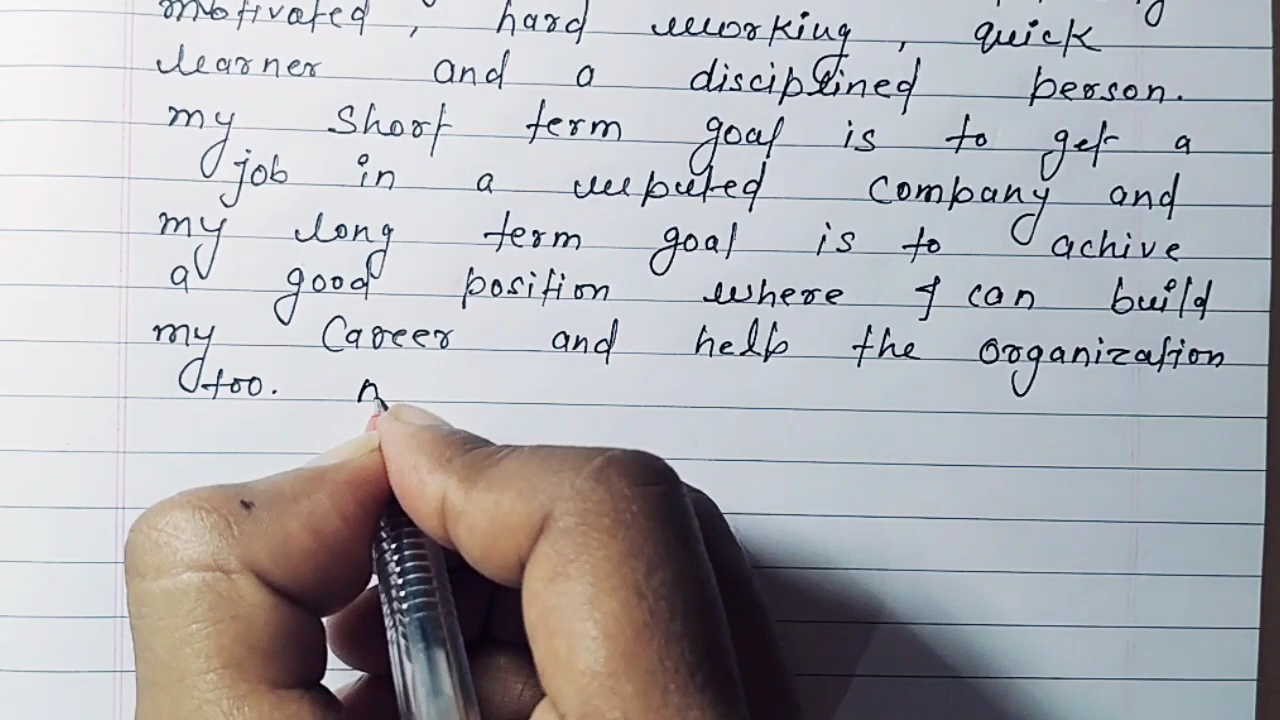 motivated, hard working, quick
learner and a disciplined person.
my short term goal is to get a
job in a reputed company and
my long term goal is to achive
a good position where I can build
my Career and help the organization
too.